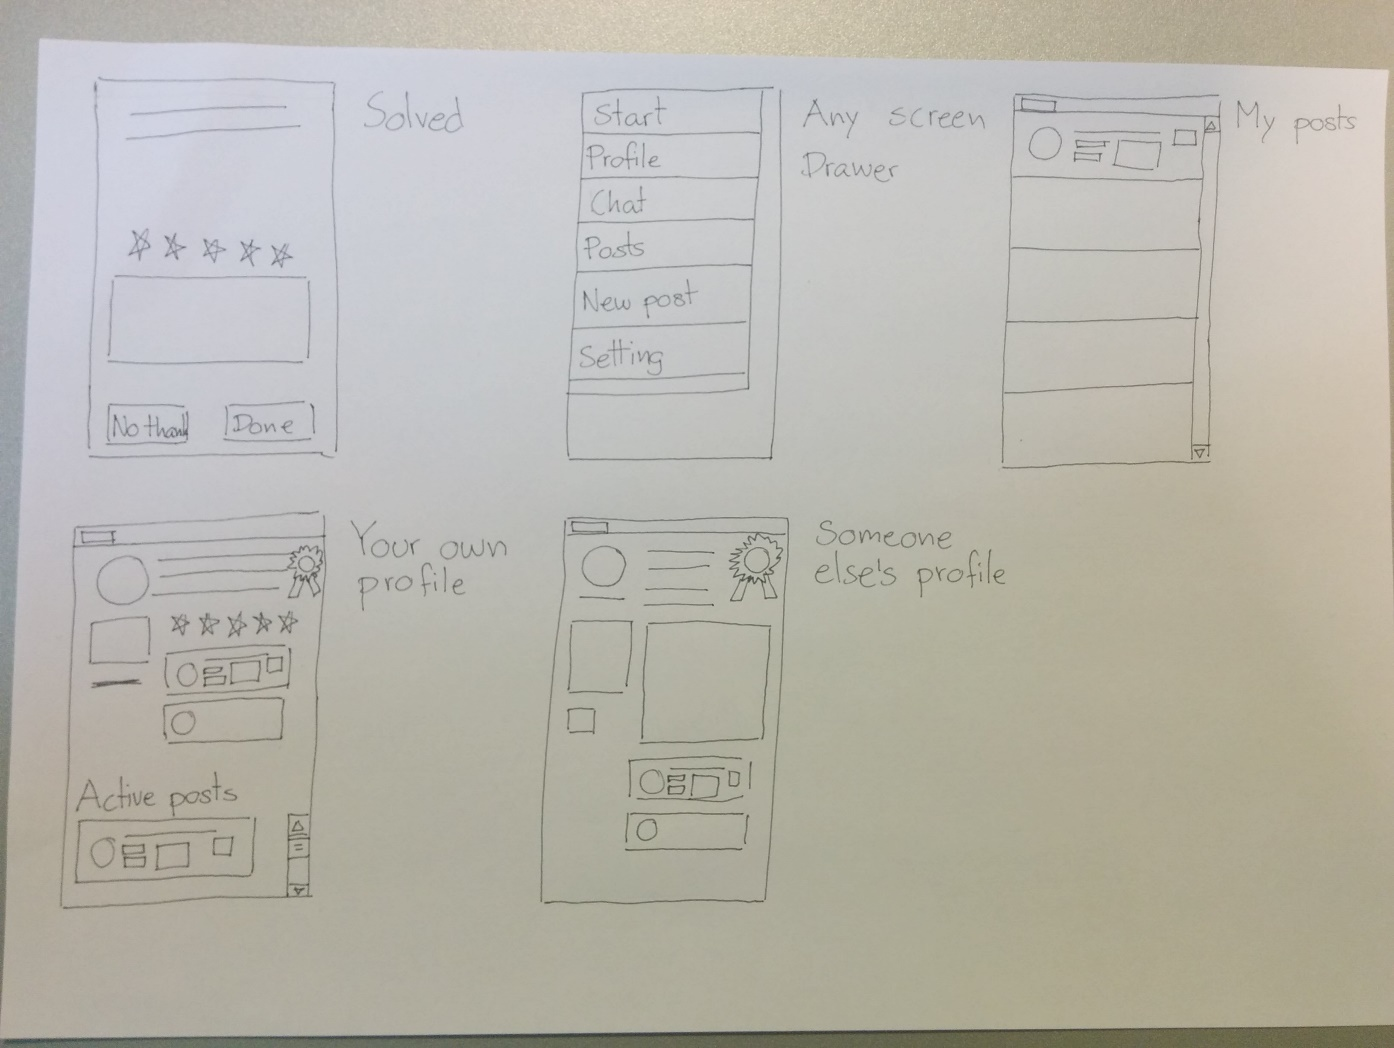 Solved
No thank
Done
Start
Profile
Chat
Posts
New post
Setting
Any screen
Drawer
My posts
Your own
profile
Active posts
Someone
else's profile